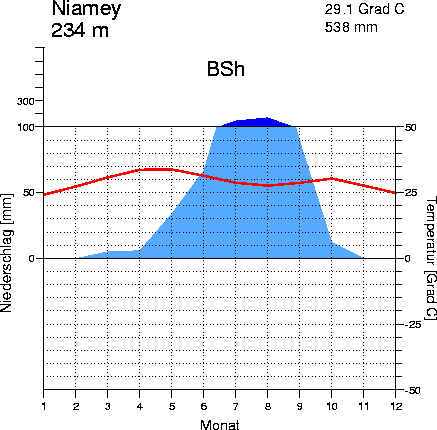 Niamey
234 m
29.1 Grad C
538 mm
BSh
300
100
50
0
50
25
0
-25
-50
Niederschlag [mm]
Temperatur [Grad C]
1 2 3 4 5 6 7 8 9 10 11 12
Monat